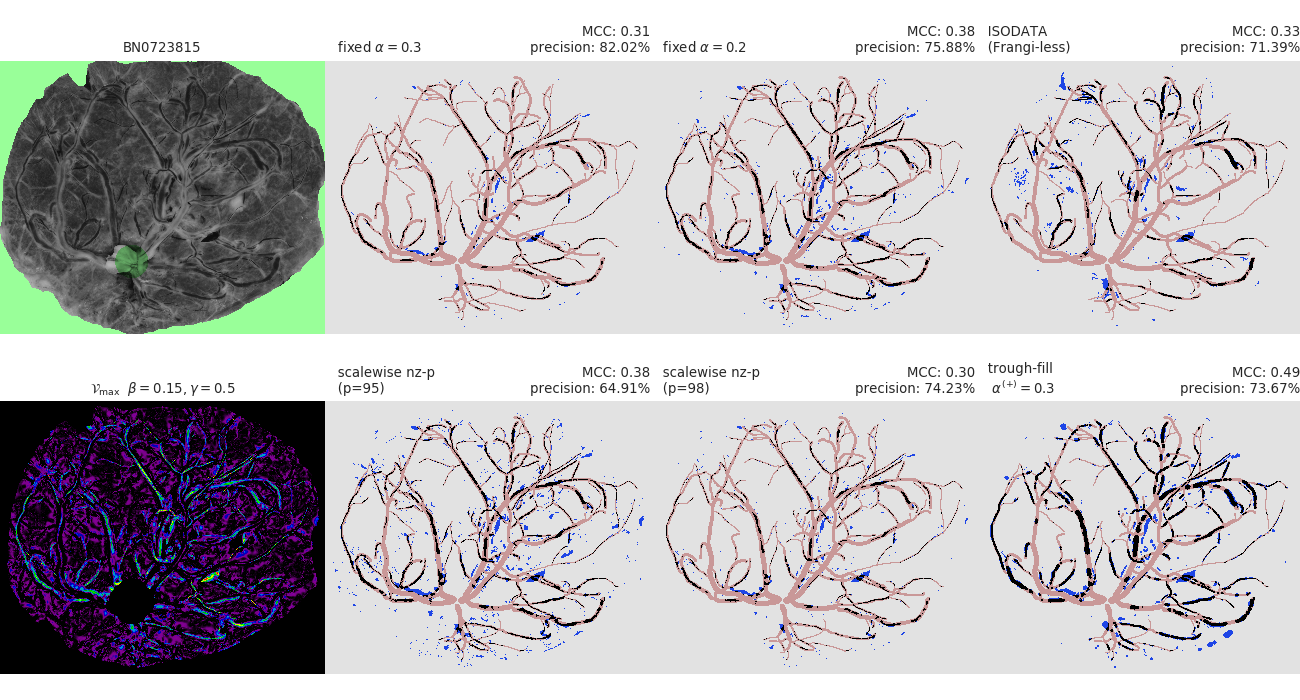 BN0723815
fixed α = 0.3
MCC: 0.31
precision: 82.02%
fixed α = 0.2
MCC: 0.38
precision: 75.88%
ISODATA
(Frangi-less)
MCC: 0.33
precision: 71.39%
𝒱max β = 0.15, γ = 0.5
scalewise nz-p
(p=95)
MCC: 0.38
precision: 64.91%
scalewise nz-p
(p=98)
MCC: 0.30
precision: 74.23%
trough-fill
α(+) = 0.3
MCC: 0.49
precision: 73.67%